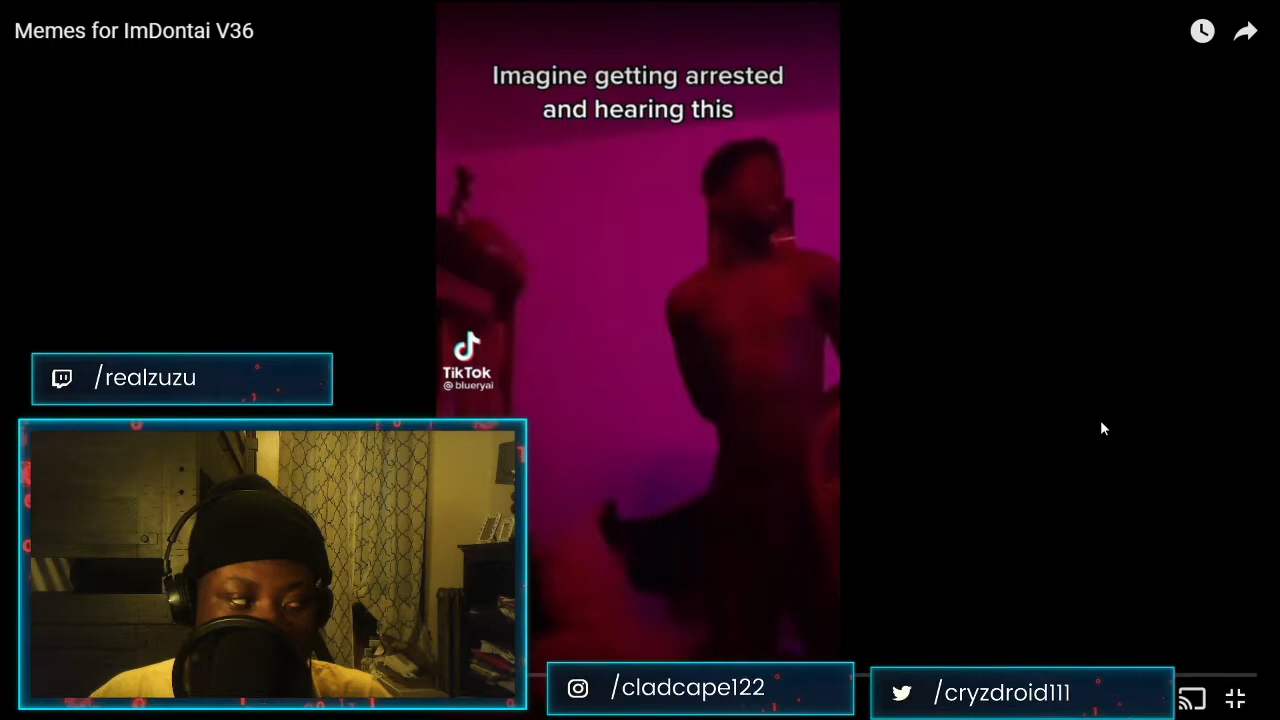 Memes for ImDontai V36
Imagine getting arrested
and hearing this
TikTok
@blueryai
/realzuzu
/cladcape122
/cryzdroid111